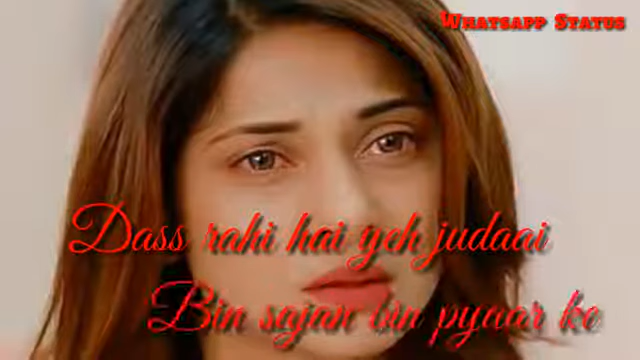 Whatsapp Status
Dass rahi hai yeh judaai
Bin sajan bin pyaar ke